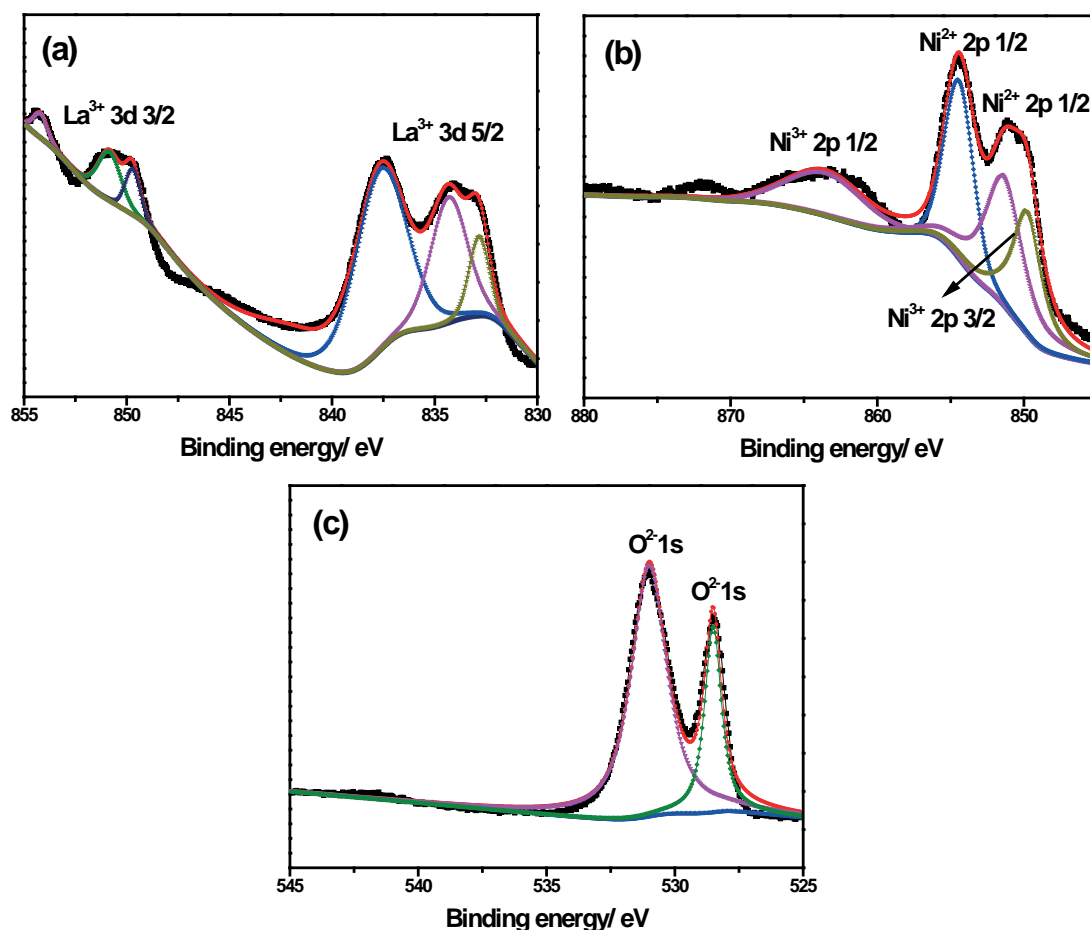 (a)
La³⁺ 3d 3/2
La³⁺ 3d 5/2
855 850 845 840 835 830
Binding energy/ eV
(b)
Ni²⁺ 2p 1/2
Ni²⁺ 2p 1/2
Ni³⁺ 2p 1/2
Ni³⁺ 2p 3/2
880 870 860 850
Binding energy/ eV
(c)
O²⁻1s
O²⁻1s
545 540 535 530 525
Binding energy/ eV